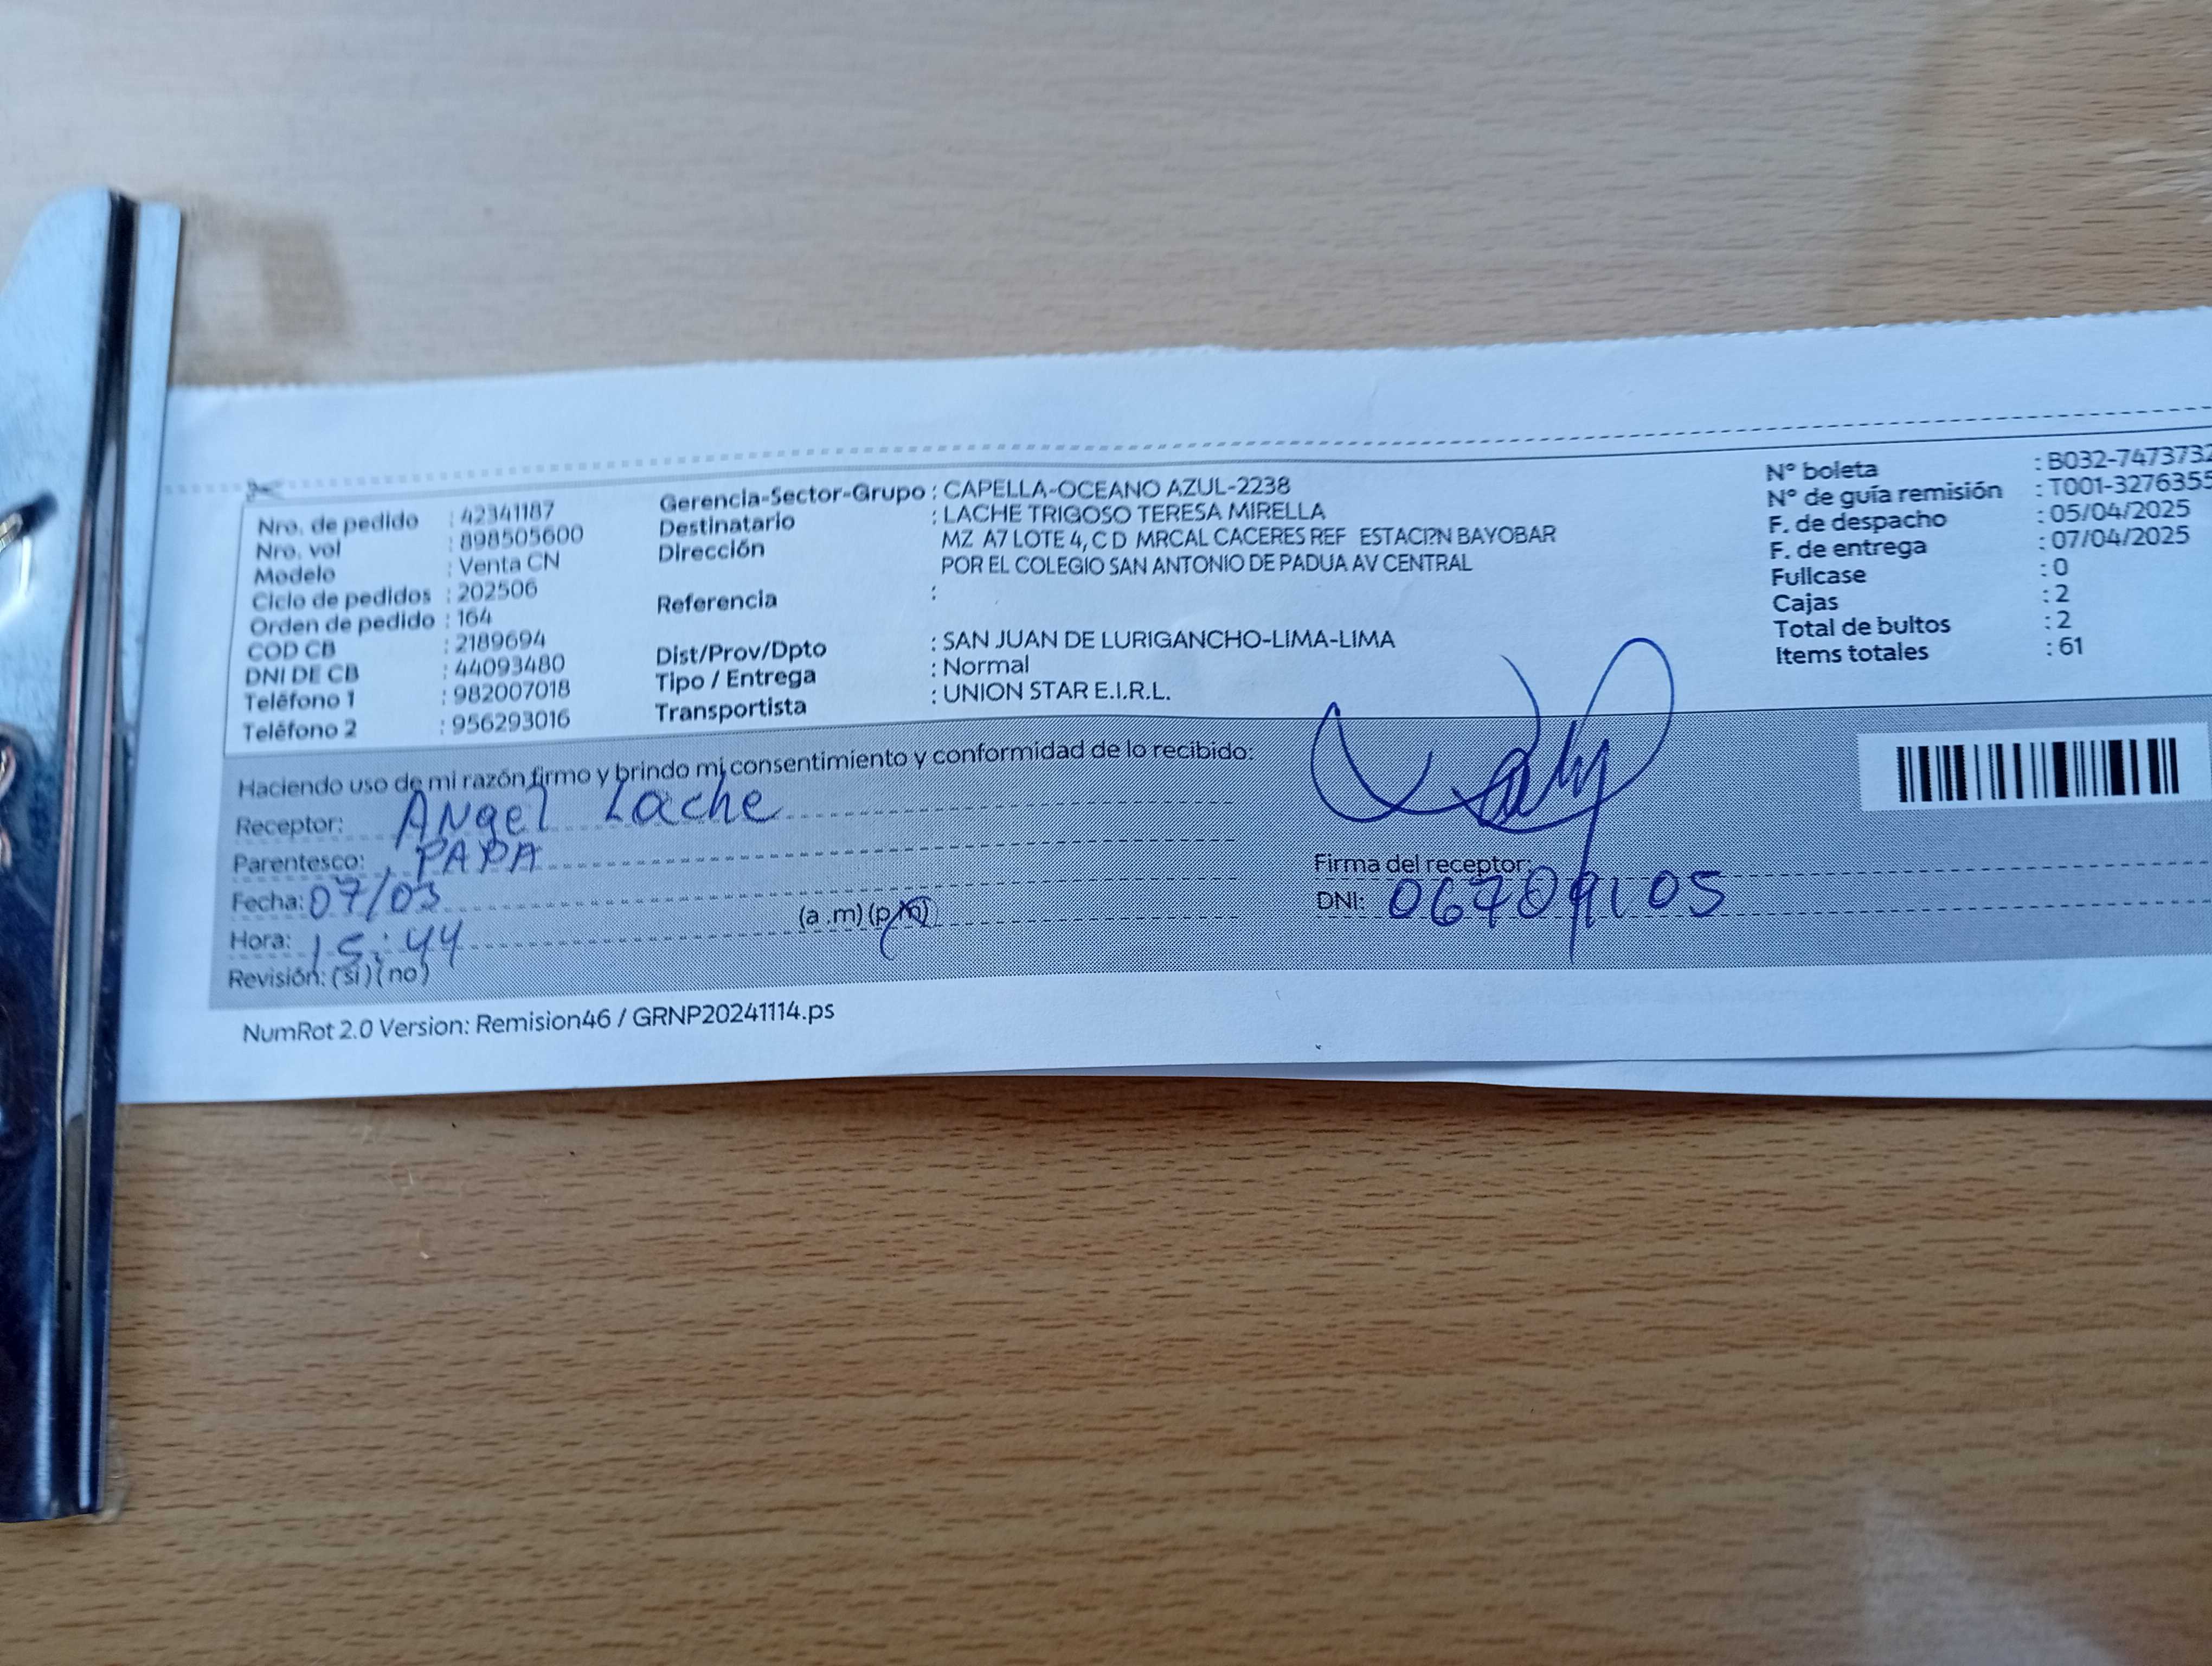 Nro. de pedido : 42341187
Nro. vol : 898505600
Modelo : Venta CN
Ciclo de pedidos : 202506
Orden de pedido : 164
COD CB : 2189694
DNI DE CB : 44093480
Teléfono 1 : 982007018
Teléfono 2 : 956293016
Gerencia-Sector-Grupo : CAPELLA-OCEANO AZUL-2238
Destinatario : LACHE TRIGOSO TERESA MIRELLA
Dirección MZ A7 LOTE 4, C D MRCAL CACERES REF ESTACI?N BAYOBAR
POR EL COLEGIO SAN ANTONIO DE PADUA AV CENTRAL
Referencia :
Dist/Prov/Dpto : SAN JUAN DE LURIGANCHO-LIMA-LIMA
Tipo / Entrega : Normal
Transportista : UNION STAR E.I.R.L.
N° boleta : B032-7473732
N° de guía remisión : T001-3276355
F. de despacho : 05/04/2025
F. de entrega : 07/04/2025
Fullcase : 0
Cajas : 2
Total de bultos : 2
Items totales : 61
Haciendo uso de mi razón firmo y brindo mi consentimiento y conformidad de lo recibido:
Receptor: Angel Lache
Parentesco: PAPA
Fecha: 07/03
Hora: 15:44 (a.m)(p.m)
Revisión: (si)(no)
Firma del receptor:
DNI: 06709105
NumRot 2.0 Version: Remision46 / GRNP20241114.ps